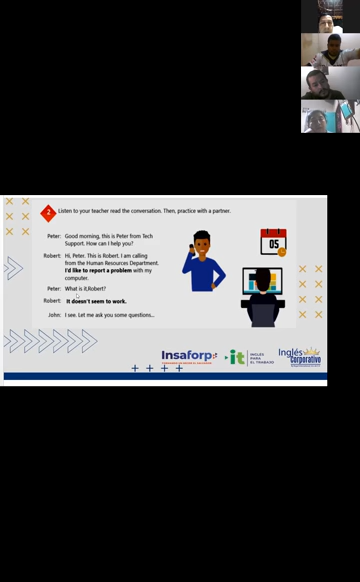 2 Listen to your teacher read the conversation. Then, practice with a partner.
Peter: Good morning, this is Peter from Tech
Support. How can I help you?
Robert: Hi, Peter. This is Robert. I am calling
from the Human Resources Department.
I'd like to report a problem with my
computer.
Peter: What is it,Robert?
Robert: It doesn't seem to work.
John: I see. Let me ask you some questions...
05
Insaforp
it
INGLÉS
PARA
EL TRABAJO
Inglés
Corporativo